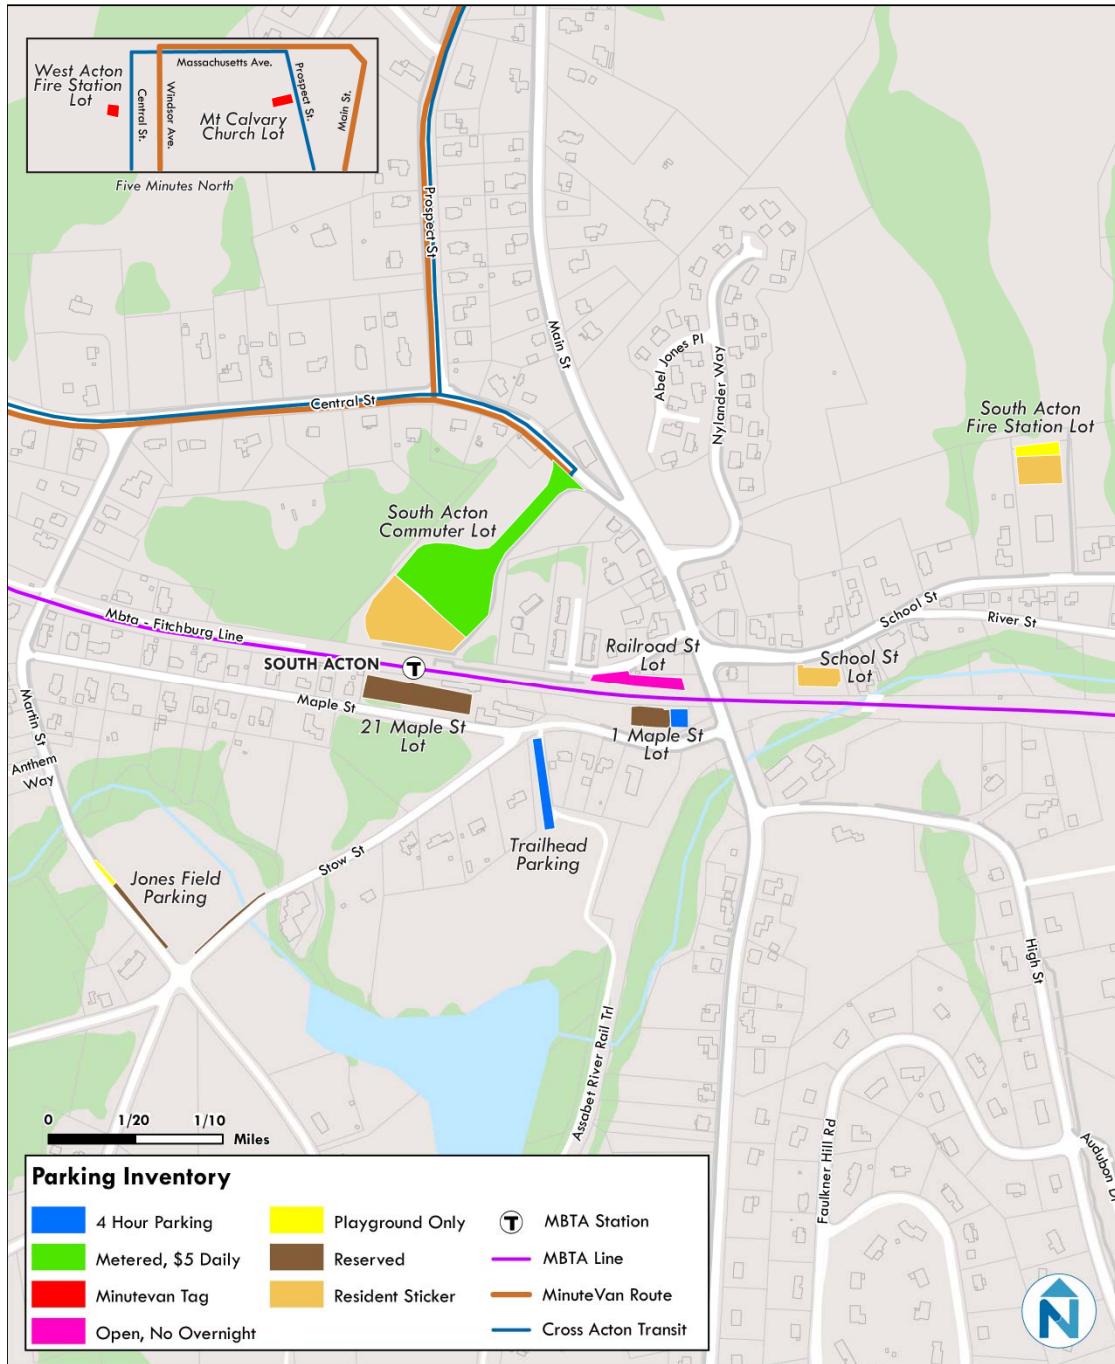 West Acton
Fire Station
Lot
Massachusetts Ave.
Central St.
Windsor Ave.
Prospect St.
Main St.
Mt Calvary
Church Lot
Five Minutes North
Prospect St
Main St
Abel Jones Pl
Nylander Way
Central St
South Acton
Fire Station Lot
South Acton
Commuter Lot
Mbta - Fitchburg Line
School St
River St
SOUTH ACTON
T
Railroad St
Lot
School St
Lot
Martin St
Maple St
21 Maple St
Lot
1 Maple St
Lot
Anthem
Way
Trailhead
Parking
Stow St
Jones Field
Parking
High St
Assabet River Rail Trl
Faulkner Hill Rd
Audubon Dr
0 1/20 1/10
Miles
Parking Inventory
4 Hour Parking
Metered, $5 Daily
Minutevan Tag
Open, No Overnight
Playground Only
Reserved
Resident Sticker
T MBTA Station
MBTA Line
MinuteVan Route
Cross Acton Transit
N